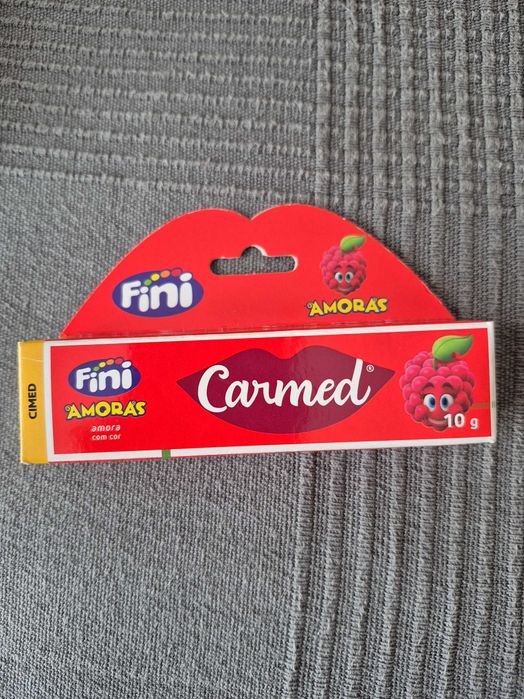 Fini
AMORAS
CIMED
Fini
AMORAS
amora
com cor
Carmed®
10 g